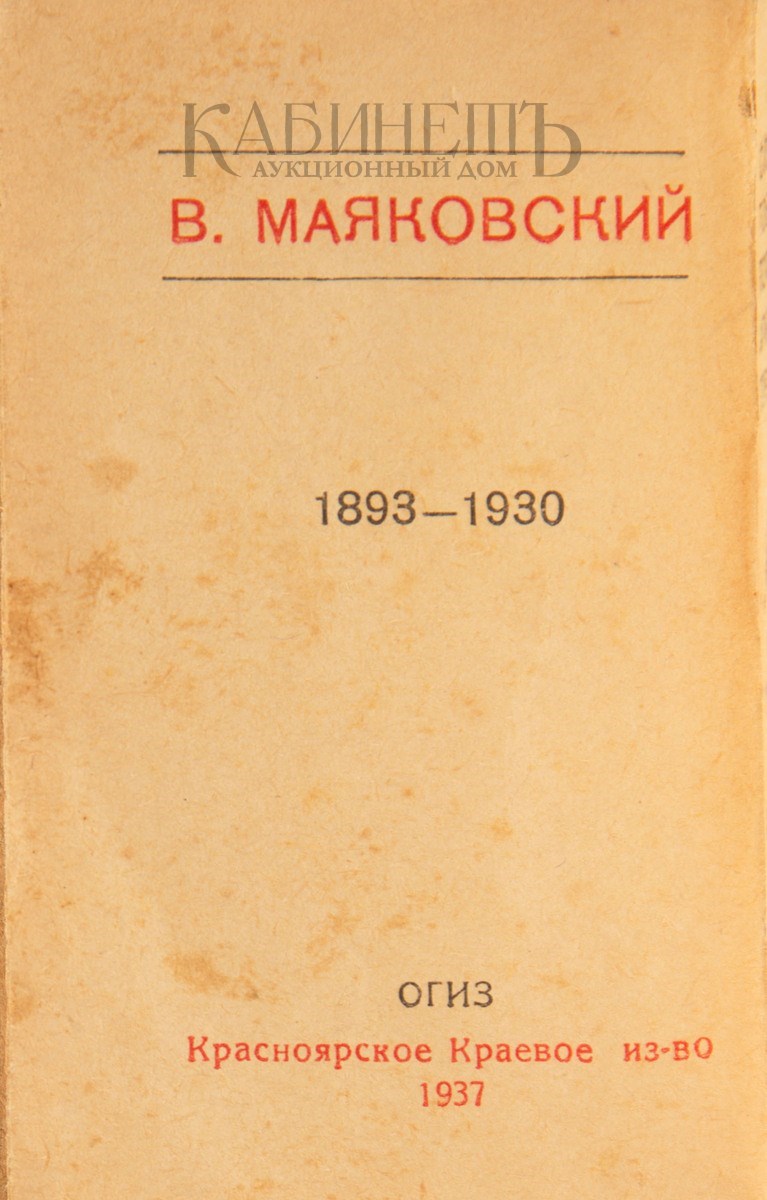 КАБИНЕТЪ
АУКЦИОННЫЙ ДОМ
В. МАЯКОВСКИЙ
1893—1930
ОГИЗ
Красноярское Краевое из-во
1937